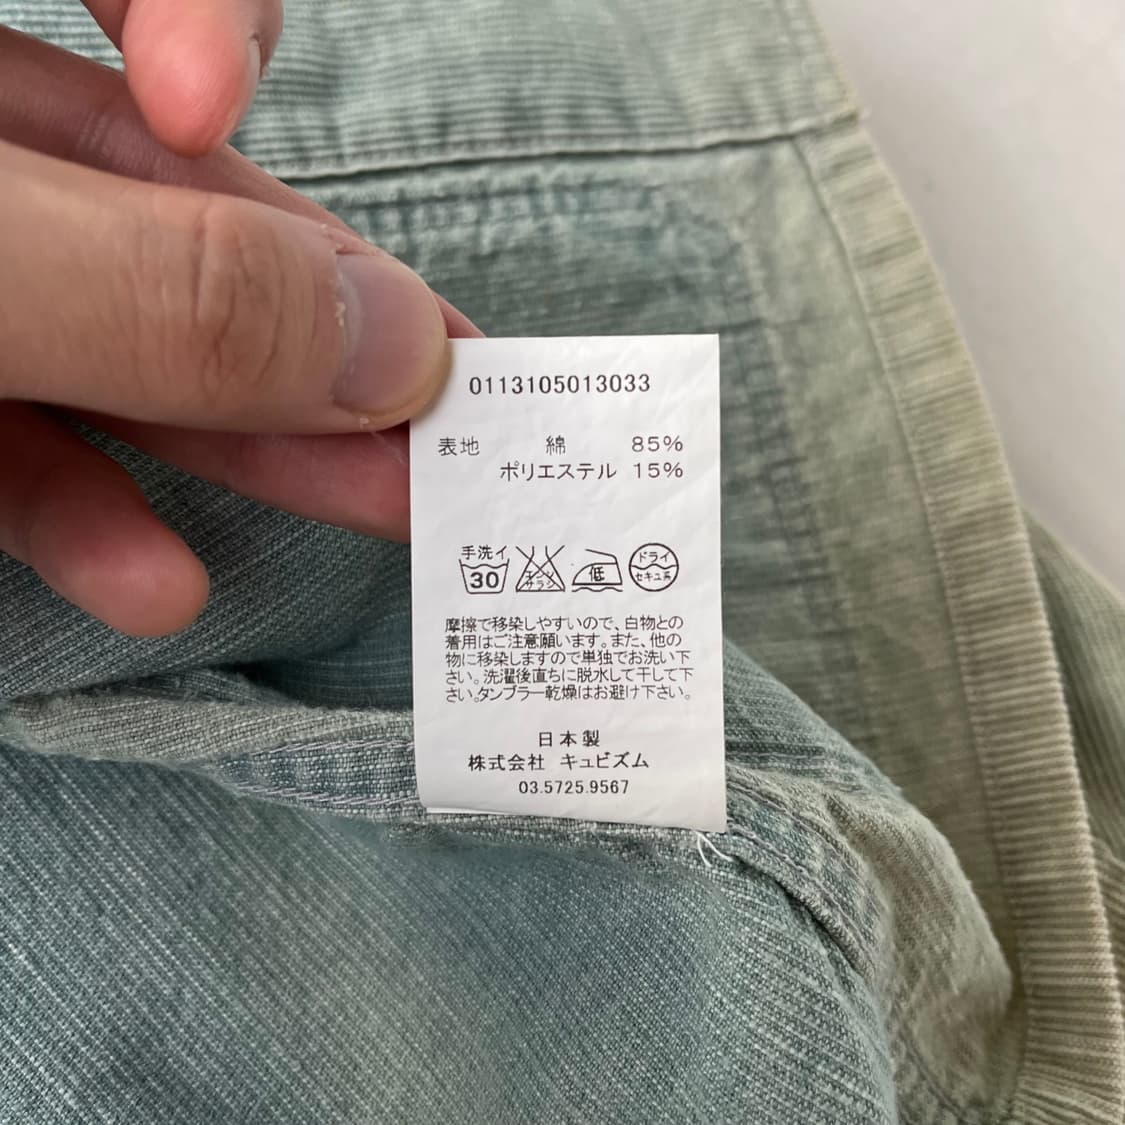 0113105013033
表地 綿 85%
ポリエステル 15%
手洗イ
30
エンソ
サラシ
低
ドライ
セキユ系
摩擦で移染しやすいので、白物との
着用はご注意願います。また、他の
物に移染しますので単独でお洗い下
さい。洗濯後直ちに脱水して干して下
さい。タンブラー乾燥はお避け下さい。
日本製
株式会社 キュビズム
03.5725.9567